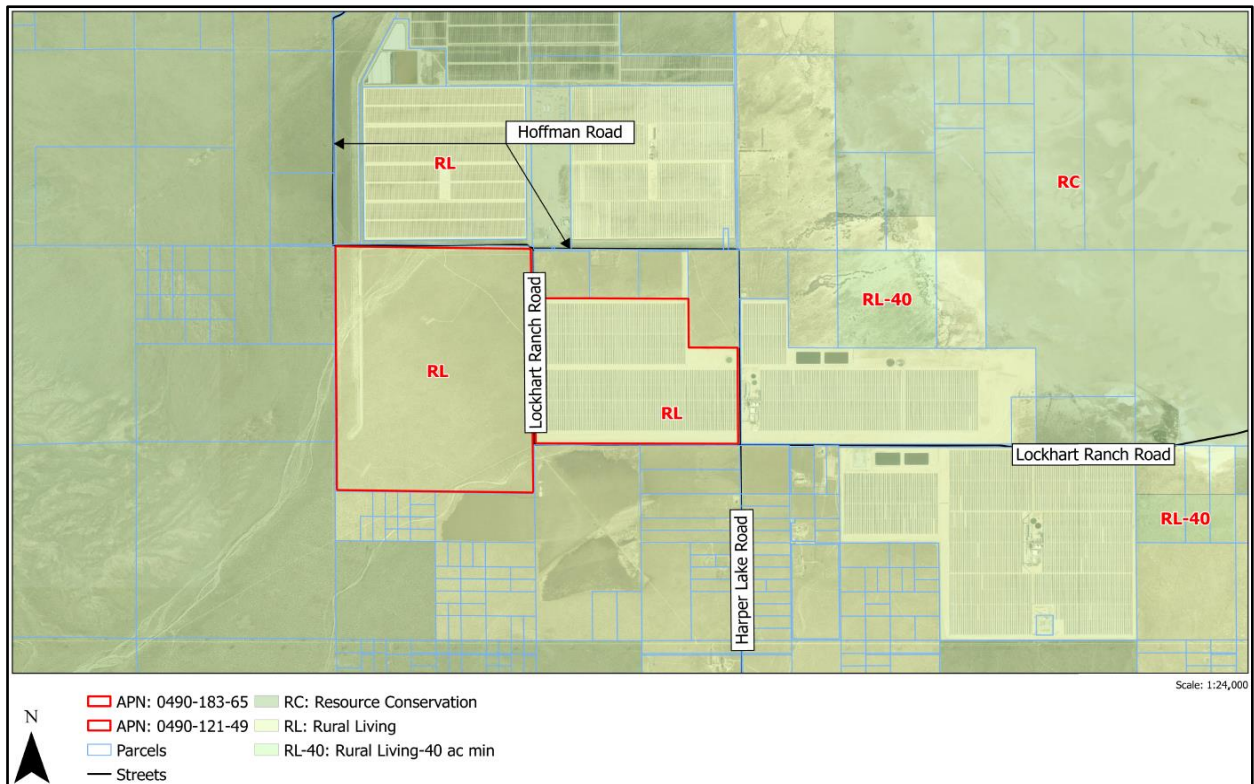 Hoffman Road
RL
RC
RL-40
Lockhart Ranch Road
RL
RL
Lockhart Ranch Road
RL-40
Harper Lake Road
Scale: 1:24,000
N
APN: 0490-183-65
RC: Resource Conservation
APN: 0490-121-49
RL: Rural Living
Parcels
RL-40: Rural Living-40 ac min
Streets